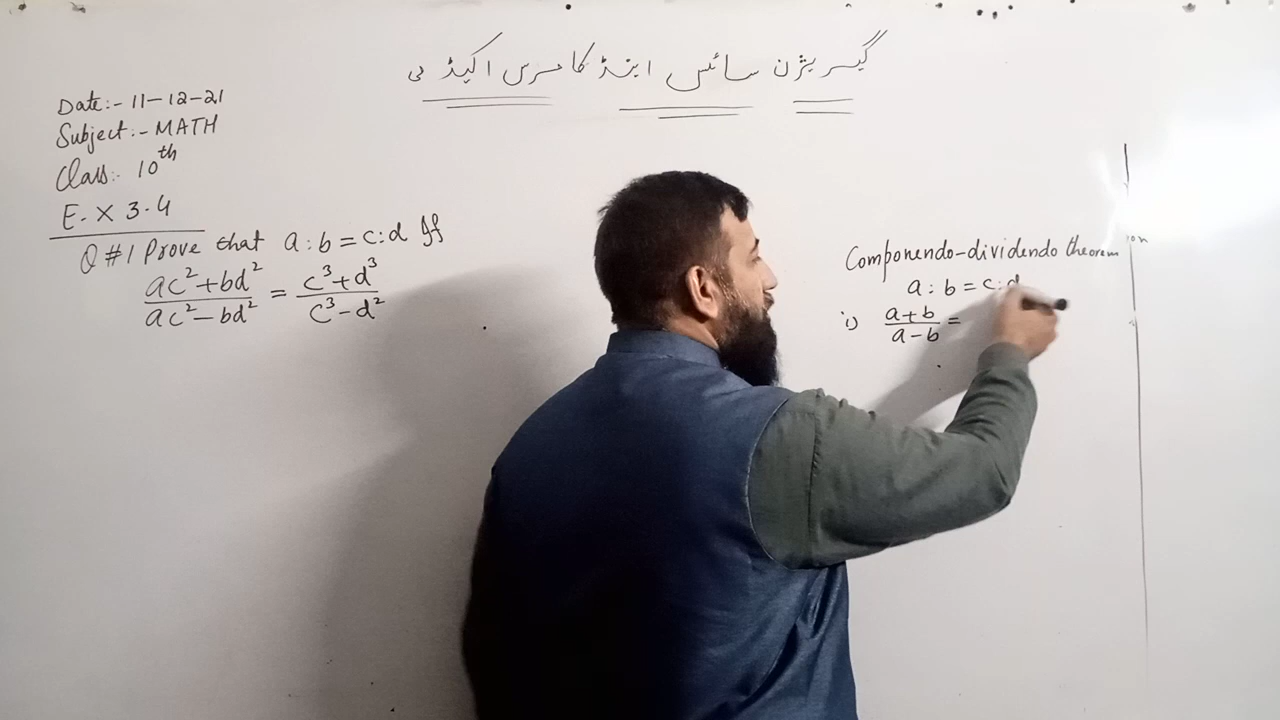 گیریژن سائنس اینڈ کامرس اکیڈمی
Date:- 11-12-21
Subject:- MATH
Class:- 10th
E. X 3.4
Q #1 Prove that a : b = c : d If
(ac²+bd²)/(ac²-bd²) = (c³+d³)/(c³-d²)
Componendo-dividendo theorem
a : b = c : d
i) (a+b)/(a-b) =